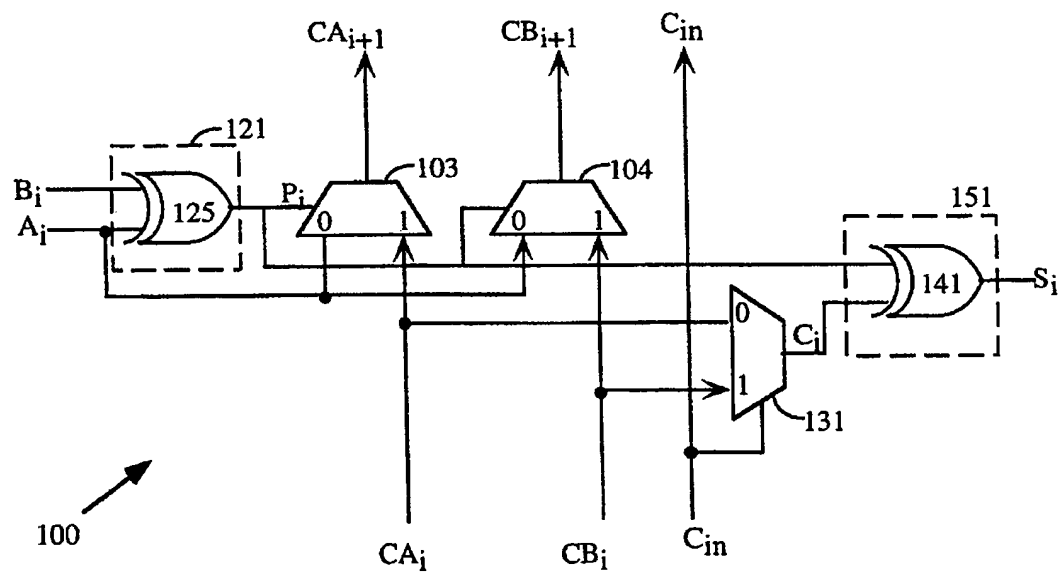 CAi+1 CBi+1 Cin
121 103 104 151
Bi 125 Pi 0 1 0 1
Ai 141 Si
0 Ci
1 131
100
CAi CBi Cin